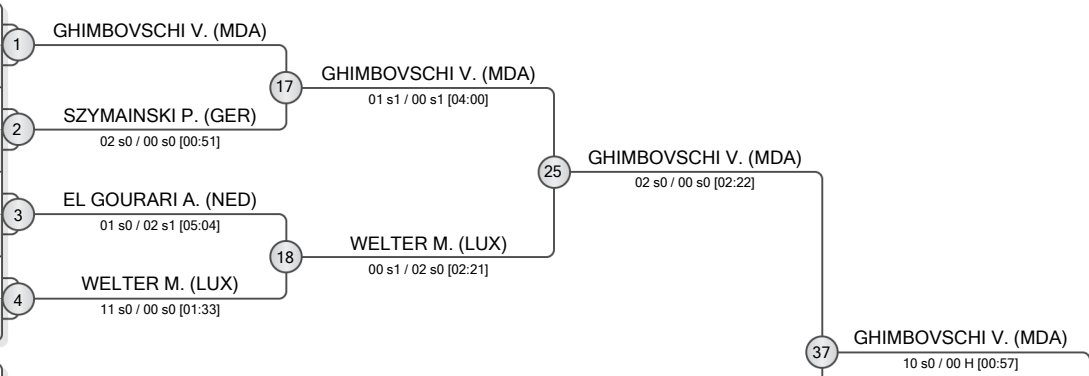 GHIMBOVSCHI V. (MDA)
1
17
GHIMBOVSCHI V. (MDA)
01 s1 / 00 s1 [04:00]
SZYMAINSKI P. (GER)
2
02 s0 / 00 s0 [00:51]
25
GHIMBOVSCHI V. (MDA)
02 s0 / 00 s0 [02:22]
EL GOURARI A. (NED)
3
01 s0 / 02 s1 [05:04]
18
WELTER M. (LUX)
00 s1 / 02 s0 [02:21]
WELTER M. (LUX)
4
11 s0 / 00 s0 [01:33]
37
GHIMBOVSCHI V. (MDA)
10 s0 / 00 H [00:57]